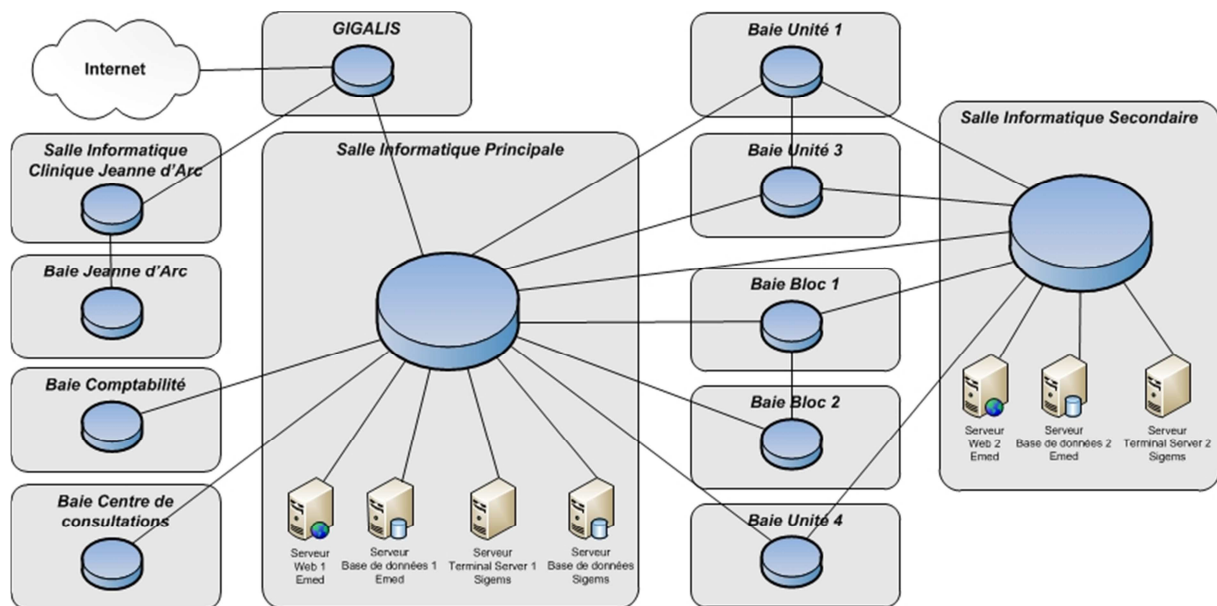 Internet
GIGALIS
Salle Informatique
Clinique Jeanne d'Arc
Baie Jeanne d'Arc
Baie Comptabilité
Baie Centre de
consultations
Salle Informatique Principale
Serveur
Web 1
Emed
Serveur
Base de données 1
Emed
Serveur
Terminal Server 1
Sigems
Serveur
Base de données
Sigems
Baie Unité 1
Baie Unité 3
Baie Bloc 1
Baie Bloc 2
Baie Unité 4
Salle Informatique Secondaire
Serveur
Web 2
Emed
Serveur
Base de données 2
Emed
Serveur
Terminal Server 2
Sigems